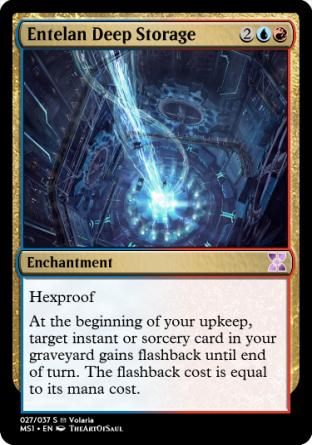 Entelan Deep Storage 2
Enchantment
Hexproof
At the beginning of your upkeep,
target instant or sorcery card in your
graveyard gains flashback until end
of turn. The flashback cost is equal
to its mana cost.
027/037 S Volaria
MS1 • EN TheArtOfSaul